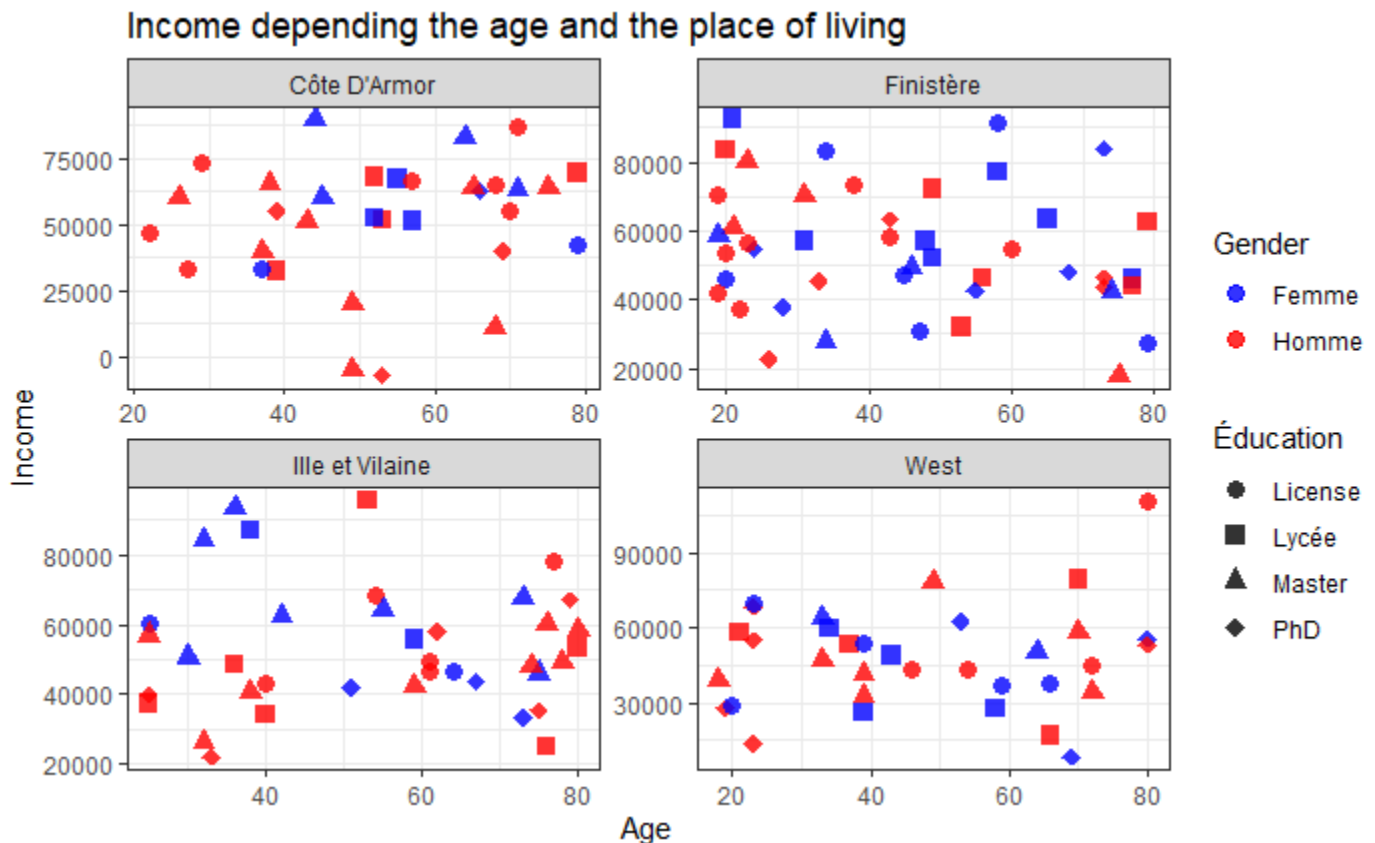 Income depending the age and the place of living
Côte D'Armor
Finistère
75000
50000
25000
0
80000
60000
40000
20000
20 40 60 80
20 40 60 80
Ille et Vilaine
West
80000
60000
40000
20000
90000
60000
30000
40 60 80
20 40 60 80
Income
Age
Gender
Femme
Homme
Éducation
License
Lycée
Master
PhD